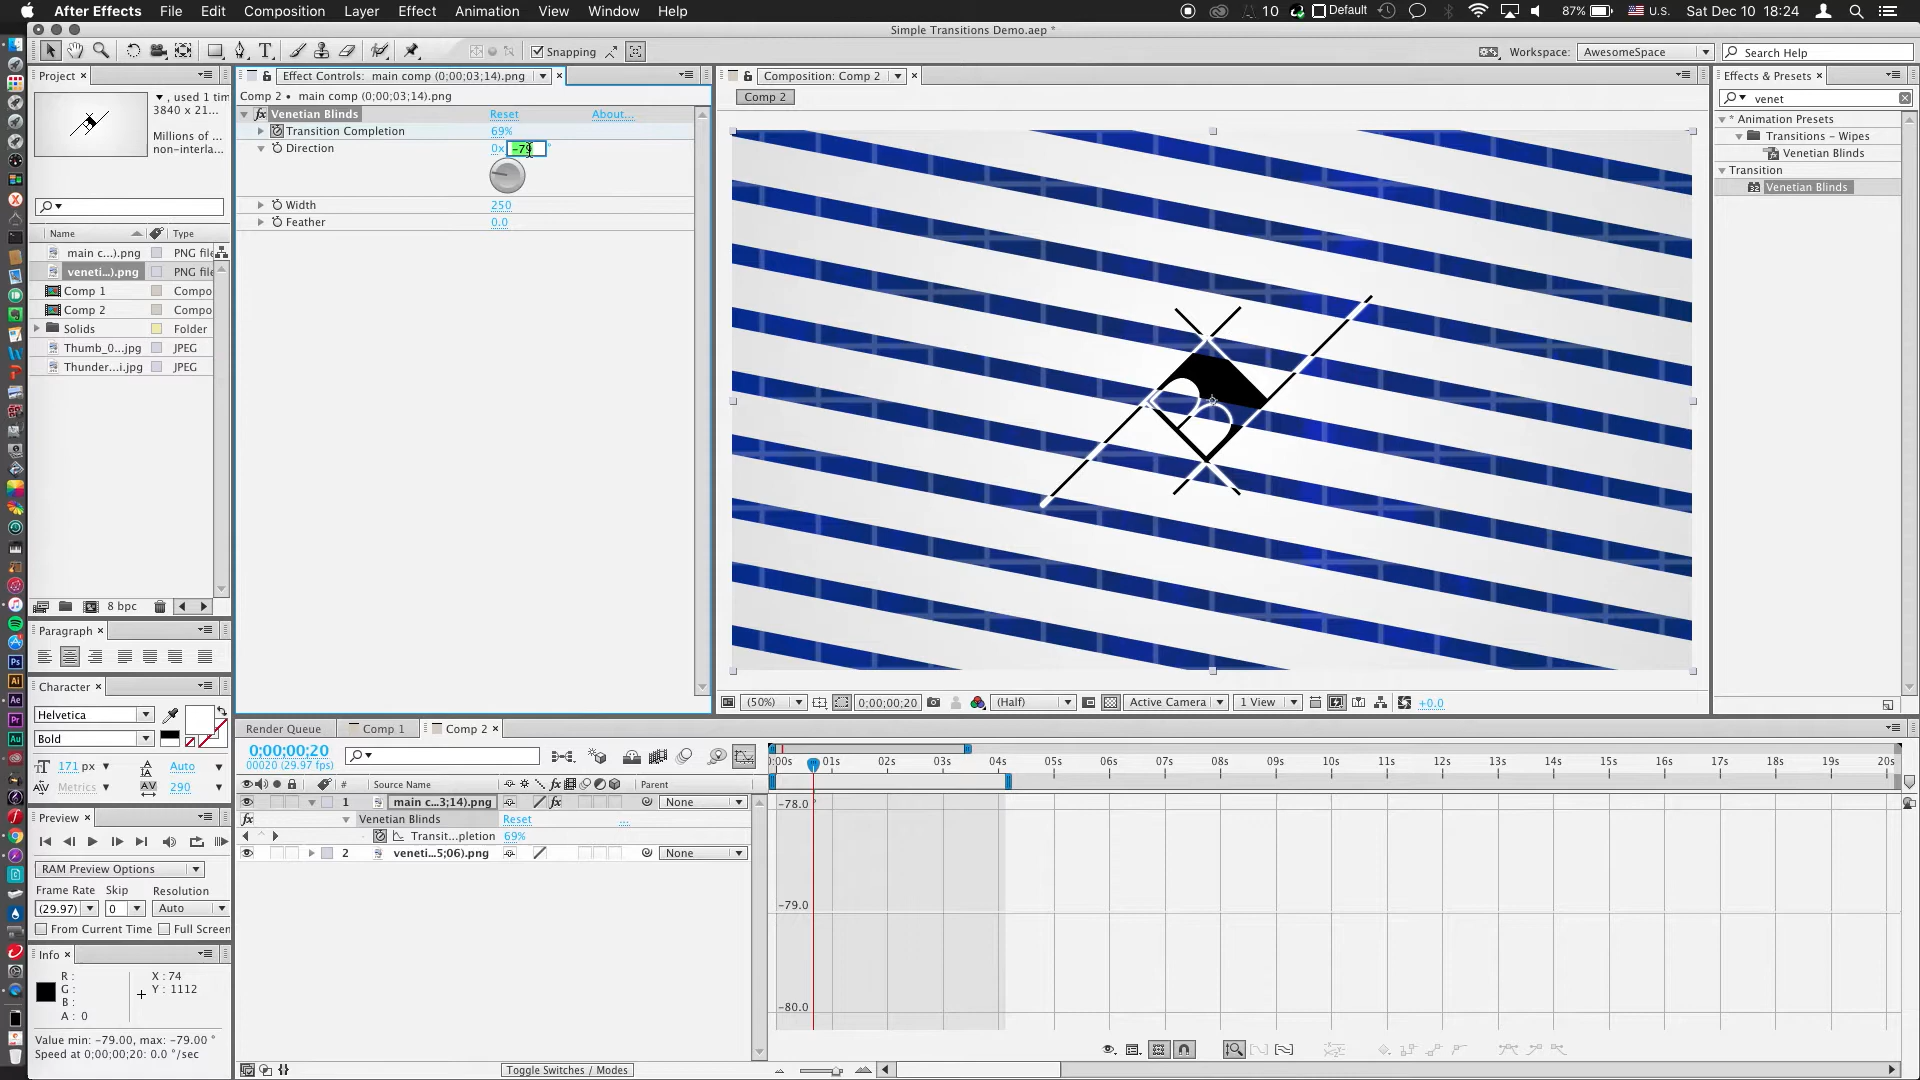 After Effects File Edit Composition Layer Effect Animation View Window Help 10 Default 87% U.S. Sat Dec 10 18:24
Simple Transitions Demo.aep *
Snapping Workspace: AwesomeSpace Search Help
Project × Effect Controls: main comp (0;00;03;14).png × Composition: Comp 2 × Effects & Presets ×
, used 1 tim
3840 x 21...
Millions of ...
non-interla...
Comp 2 • main comp (0;00;03;14).png
Comp 2
venet
fx Venetian Blinds Reset About...
Transition Completion 69%
Direction 0x -79 °
Width 250
Feather 0.0
* Animation Presets
Transitions - Wipes
Venetian Blinds
Transition
Venetian Blinds
Name Type
main c...).png PNG file
veneti...).png PNG file
Comp 1 Compo
Comp 2 Compo
Solids Folder
Thumb_0...jpg JPEG
Thunder...i.jpg JPEG
8 bpc
Paragraph ×
Character ×
Helvetica
Bold
171 px Auto
Metrics 290
(50%) 0;00;00;20 (Half) Active Camera 1 View +0.0
Render Queue Comp 1 Comp 2 ×
0;00;00;20
00020 (29.97 fps)
0:00s 01s 02s 03s 04s 05s 06s 07s 08s 09s 10s 11s 12s 13s 14s 15s 16s 17s 18s 19s 20s
# Source Name fx Parent
1 main c...3;14).png fx None
fx Venetian Blinds Reset ...
Transit...pletion 69%
2 veneti...5;06).png None
-78.0 °
-79.0
-80.0
Preview ×
RAM Preview Options
Frame Rate Skip Resolution
(29.97) 0 Auto
From Current Time Full Screen
Info ×
R : X : 74
G : Y : 1112
B :
A : 0
Value min: -79.00, max: -79.00 °
Speed at 0;00;00;20: 0.0 °/sec
Toggle Switches / Modes